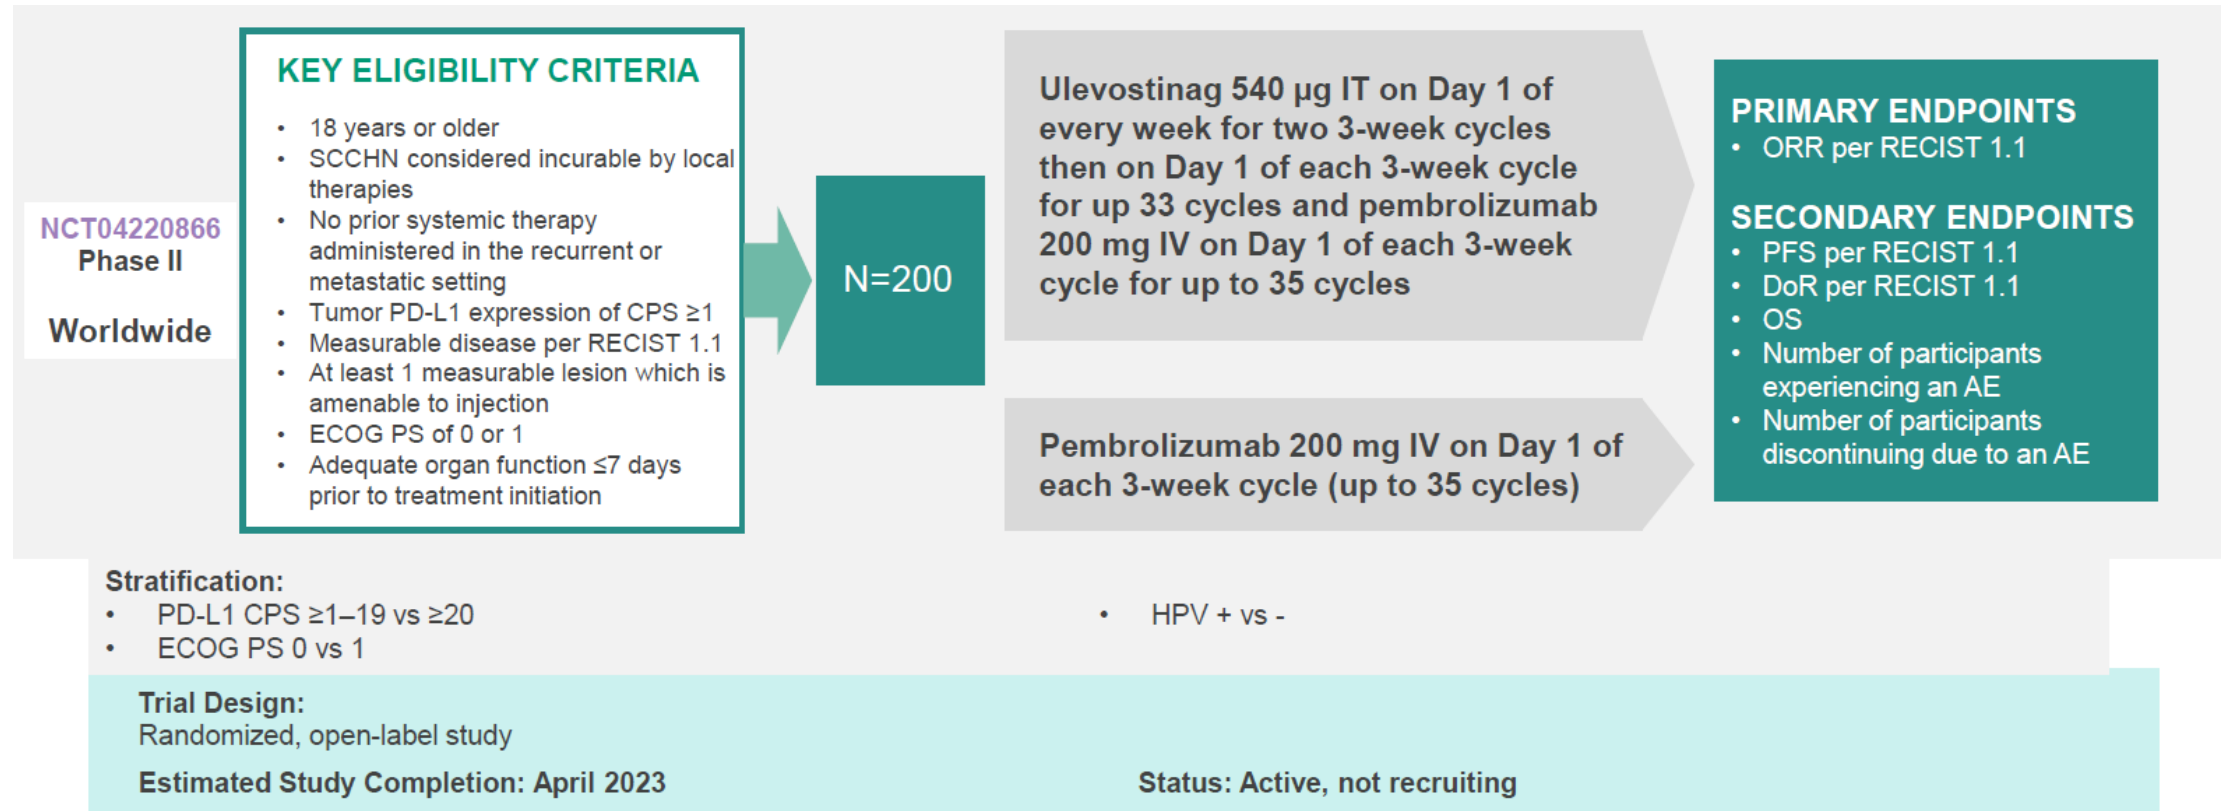 NCT04220866
Phase II
Worldwide
KEY ELIGIBILITY CRITERIA
• 18 years or older
• SCCHN considered incurable by local
therapies
• No prior systemic therapy
administered in the recurrent or
metastatic setting
• Tumor PD-L1 expression of CPS ≥1
• Measurable disease per RECIST 1.1
• At least 1 measurable lesion which is
amenable to injection
• ECOG PS of 0 or 1
• Adequate organ function ≤7 days
prior to treatment initiation
N=200
Ulevostinag 540 µg IT on Day 1 of
every week for two 3-week cycles
then on Day 1 of each 3-week cycle
for up 33 cycles and pembrolizumab
200 mg IV on Day 1 of each 3-week
cycle for up to 35 cycles
Pembrolizumab 200 mg IV on Day 1 of
each 3-week cycle (up to 35 cycles)
PRIMARY ENDPOINTS
• ORR per RECIST 1.1
SECONDARY ENDPOINTS
• PFS per RECIST 1.1
• DoR per RECIST 1.1
• OS
• Number of participants
experiencing an AE
• Number of participants
discontinuing due to an AE
Stratification:
• PD-L1 CPS ≥1–19 vs ≥20
• ECOG PS 0 vs 1
• HPV + vs -
Trial Design:
Randomized, open-label study
Estimated Study Completion: April 2023
Status: Active, not recruiting